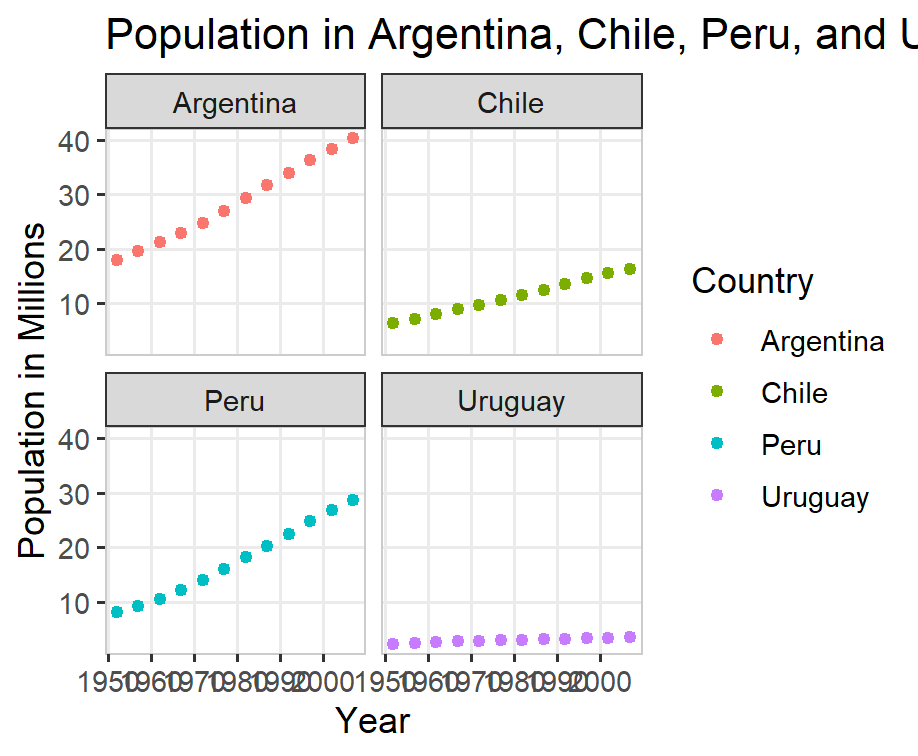 Population in Argentina, Chile, Peru, and U
Argentina
Chile
40
30
20
10
Peru
Uruguay
40
30
20
10
1950 1960 1970 1980 1990 2000
1950 1960 1970 1980 1990 2000
Year
Population in Millions
Country
Argentina
Chile
Peru
Uruguay